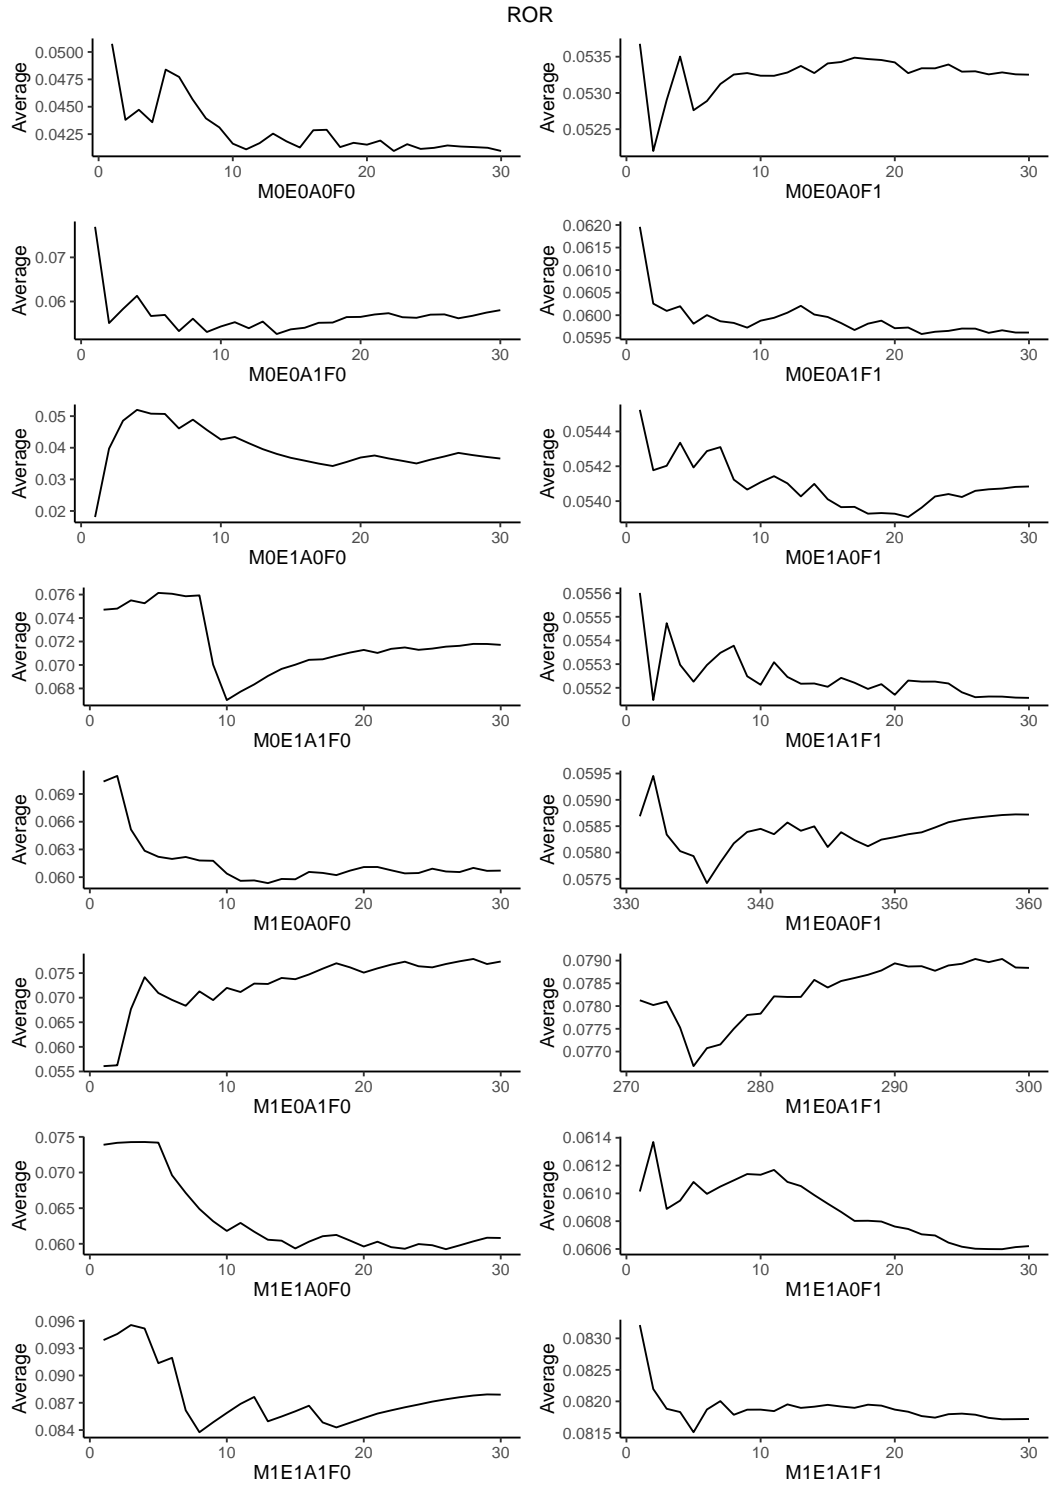 ROR
0.0500
0.0475
0.0450
0.0425
Average
0 10 20 30
M0E0A0F0
0.0535
0.0530
0.0525
Average
0 10 20 30
M0E0A0F1
0.07
0.06
Average
0 10 20 30
M0E0A1F0
0.0620
0.0615
0.0610
0.0605
0.0600
0.0595
Average
0 10 20 30
M0E0A1F1
0.05
0.04
0.03
0.02
Average
0 10 20 30
M0E1A0F0
0.0544
0.0542
0.0540
Average
0 10 20 30
M0E1A0F1
0.076
0.074
0.072
0.070
0.068
Average
0 10 20 30
M0E1A1F0
0.0556
0.0555
0.0554
0.0553
0.0552
Average
0 10 20 30
M0E1A1F1
0.069
0.066
0.063
0.060
Average
0 10 20 30
M1E0A0F0
0.0595
0.0590
0.0585
0.0580
0.0575
Average
330 340 350 360
M1E0A0F1
0.075
0.070
0.065
0.060
0.055
Average
0 10 20 30
M1E0A1F0
0.0790
0.0785
0.0780
0.0775
0.0770
Average
270 280 290 300
M1E0A1F1
0.075
0.070
0.065
0.060
Average
0 10 20 30
M1E1A0F0
0.0614
0.0612
0.0610
0.0608
0.0606
Average
0 10 20 30
M1E1A0F1
0.096
0.093
0.090
0.087
0.084
Average
0 10 20 30
M1E1A1F0
0.0830
0.0825
0.0820
0.0815
Average
0 10 20 30
M1E1A1F1